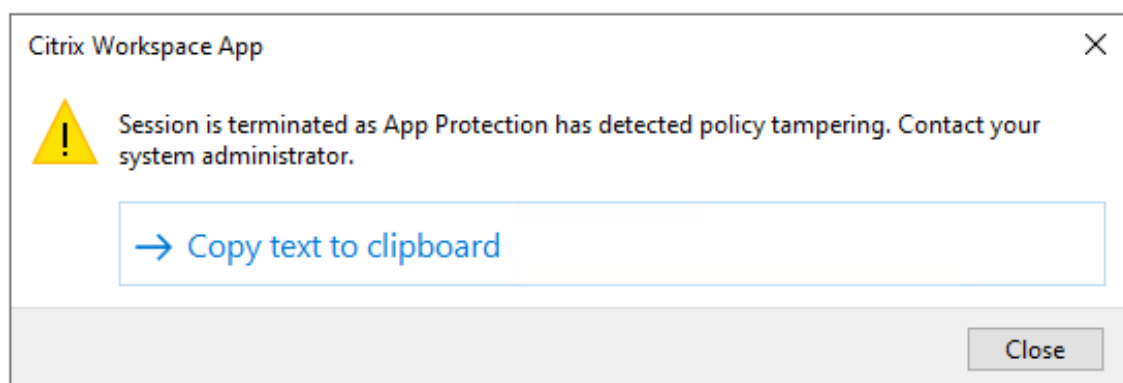 Citrix Workspace App
Session is terminated as App Protection has detected policy tampering. Contact your
system administrator.
Copy text to clipboard
Close